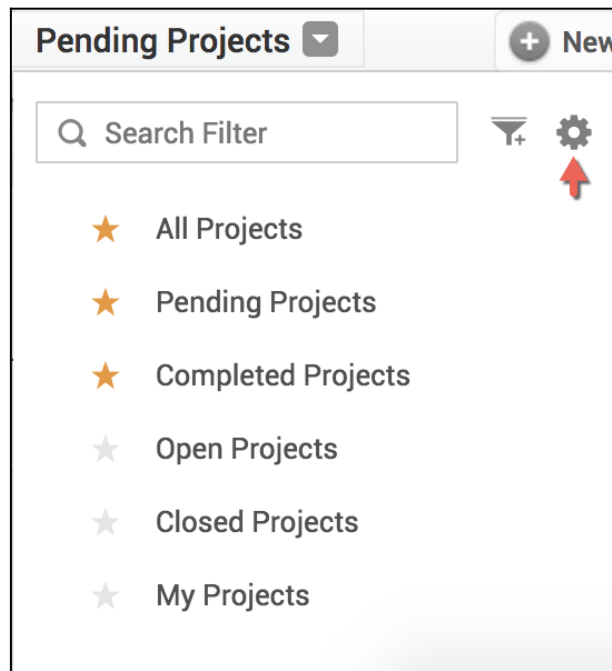 Pending Projects
New
Search Filter
All Projects
Pending Projects
Completed Projects
Open Projects
Closed Projects
My Projects